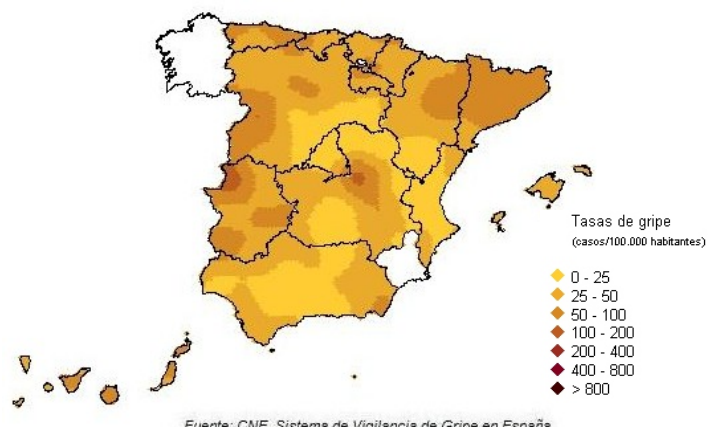 Tasas de gripe
(casos/100.000 habitantes)
0 - 25
25 - 50
50 - 100
100 - 200
200 - 400
400 - 800
> 800
Fuente: CNE. Sistema de Vigilancia de Gripe en España